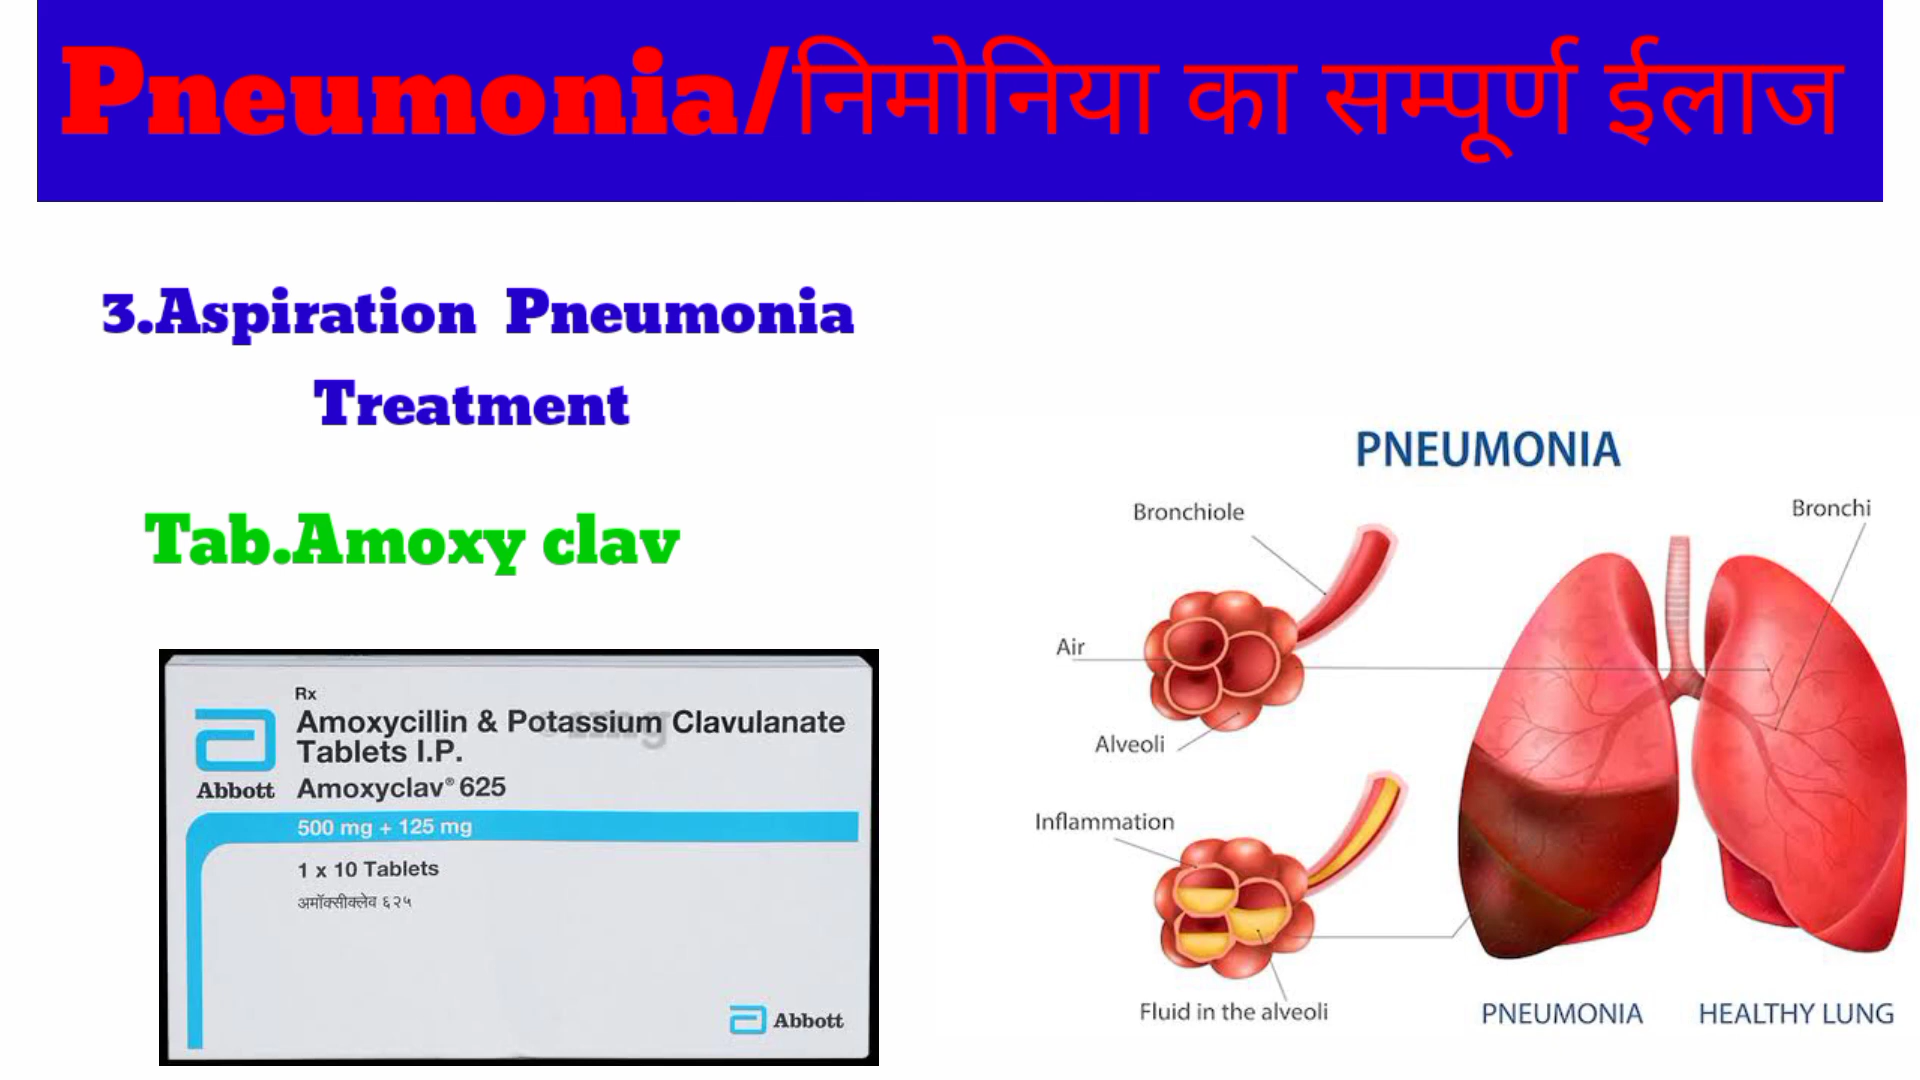 Pneumonia/निमोनिया का सम्पूर्ण ईलाज
3.Aspiration Pneumonia
Treatment
Tab.Amoxy clav
Rx
Amoxycillin & Potassium Clavulanate
Tablets I.P.
Abbott
Amoxyclav® 625
500 mg + 125 mg
1 x 10 Tablets
अमॉक्सीक्लेव ६२५
Abbott
PNEUMONIA
Bronchiole
Bronchi
Air
Alveoli
Inflammation
Fluid in the alveoli
PNEUMONIA
HEALTHY LUNG